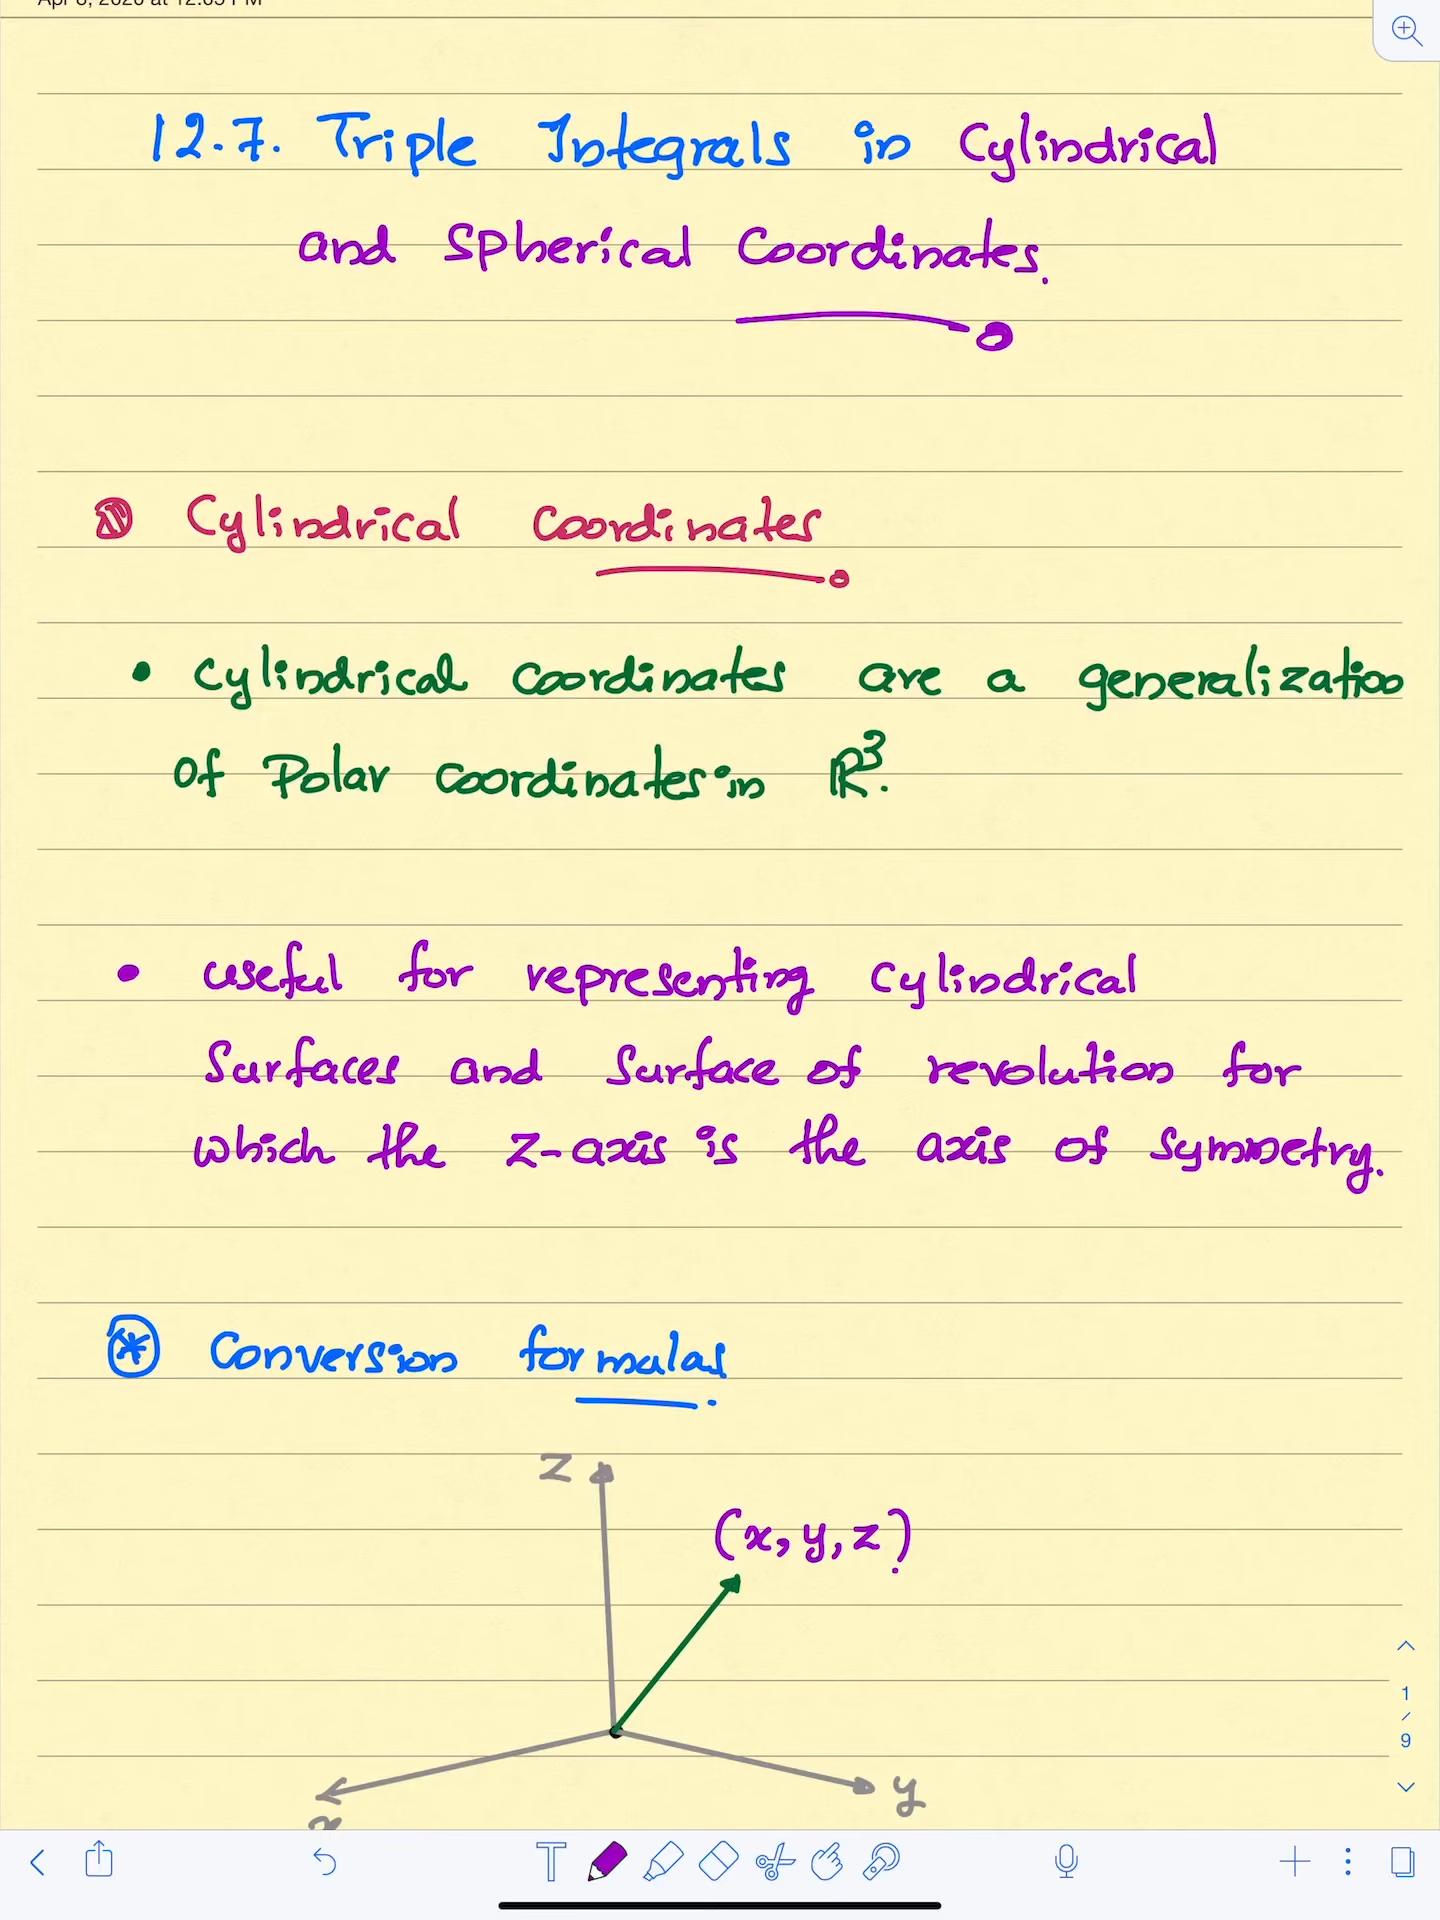 12.7. Triple Integrals in Cylindrical
and Spherical Coordinates.
Cylindrical Coordinates
• Cylindrical coordinates are a generalization
of Polar coordinates in ℝ³.
• useful for representing cylindrical
Surfaces and Surface of revolution for
which the z-axis is the axis of symmetry.
* Conversion formulas
z
(x, y, z)
y
x
1
/
9
T